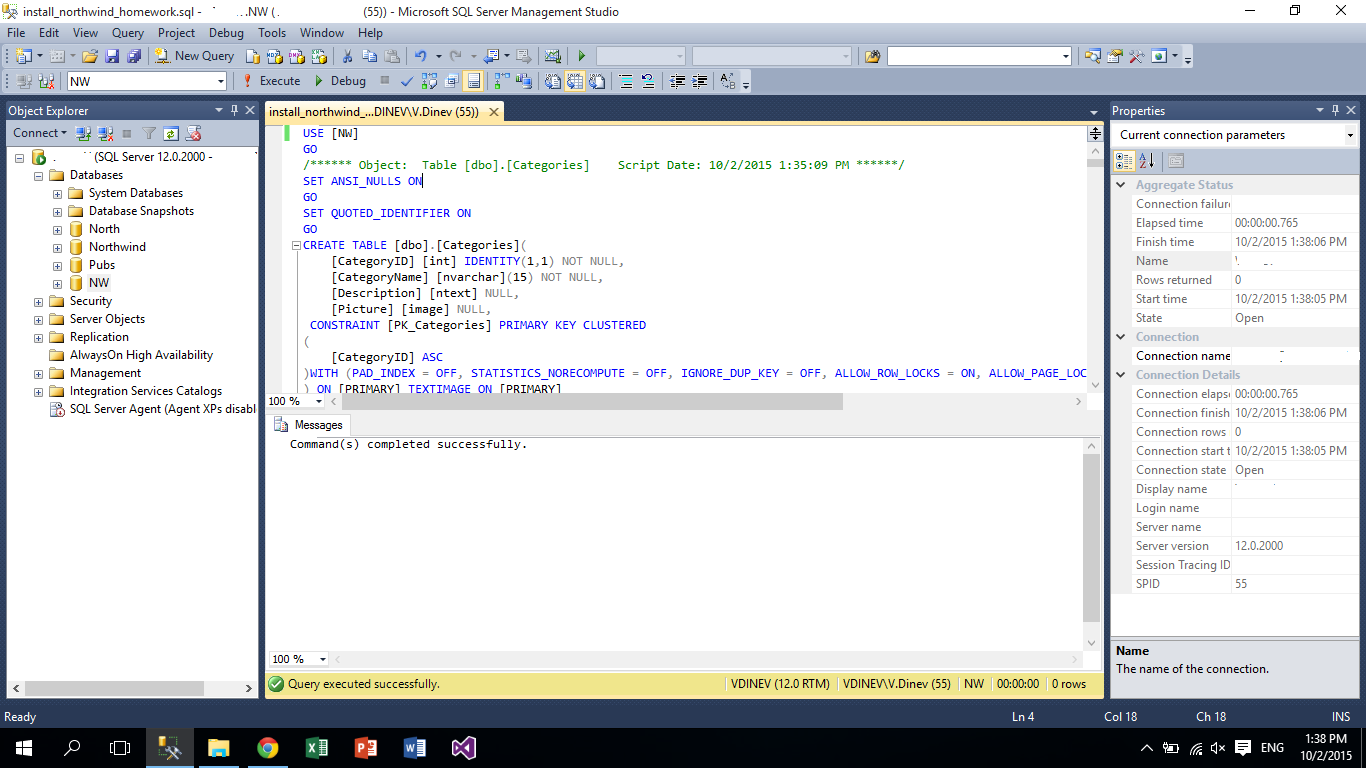 install_northwind_homework.sql - ...NW ( (55)) - Microsoft SQL Server Management Studio
File Edit View Query Project Debug Tools Window Help
New Query
NW Execute Debug
Object Explorer
Connect
(SQL Server 12.0.2000 -
Databases
System Databases
Database Snapshots
North
Northwind
Pubs
NW
Security
Server Objects
Replication
AlwaysOn High Availability
Management
Integration Services Catalogs
SQL Server Agent (Agent XPs disabl
install_northwind_...DINEV\V.Dinev (55))
USE [NW]
GO
/****** Object:  Table [dbo].[Categories]    Script Date: 10/2/2015 1:35:09 PM ******/
SET ANSI_NULLS ON
GO
SET QUOTED_IDENTIFIER ON
GO
CREATE TABLE [dbo].[Categories](
[CategoryID] [int] IDENTITY(1,1) NOT NULL,
[CategoryName] [nvarchar](15) NOT NULL,
[Description] [ntext] NULL,
[Picture] [image] NULL,
CONSTRAINT [PK_Categories] PRIMARY KEY CLUSTERED
(
[CategoryID] ASC
)WITH (PAD_INDEX = OFF, STATISTICS_NORECOMPUTE = OFF, IGNORE_DUP_KEY = OFF, ALLOW_ROW_LOCKS = ON, ALLOW_PAGE_LOC
) ON [PRIMARY] TEXTIMAGE ON [PRIMARY]
100 %
Messages
Command(s) completed successfully.
100 %
Query executed successfully. VDINEV (12.0 RTM) VDINEV\V.Dinev (55) NW 00:00:00 0 rows
Properties
Current connection parameters
Aggregate Status
Connection failure
Elapsed time 00:00:00.765
Finish time 10/2/2015 1:38:06 PM
Name
Rows returned 0
Start time 10/2/2015 1:38:05 PM
State Open
Connection
Connection name
Connection Details
Connection elapse 00:00:00.765
Connection finish 10/2/2015 1:38:06 PM
Connection rows 0
Connection start t 10/2/2015 1:38:05 PM
Connection state Open
Display name
Login name
Server name
Server version 12.0.2000
Session Tracing ID
SPID 55
Name
The name of the connection.
Ready Ln 4 Col 18 Ch 18 INS
ENG 1:38 PM
10/2/2015